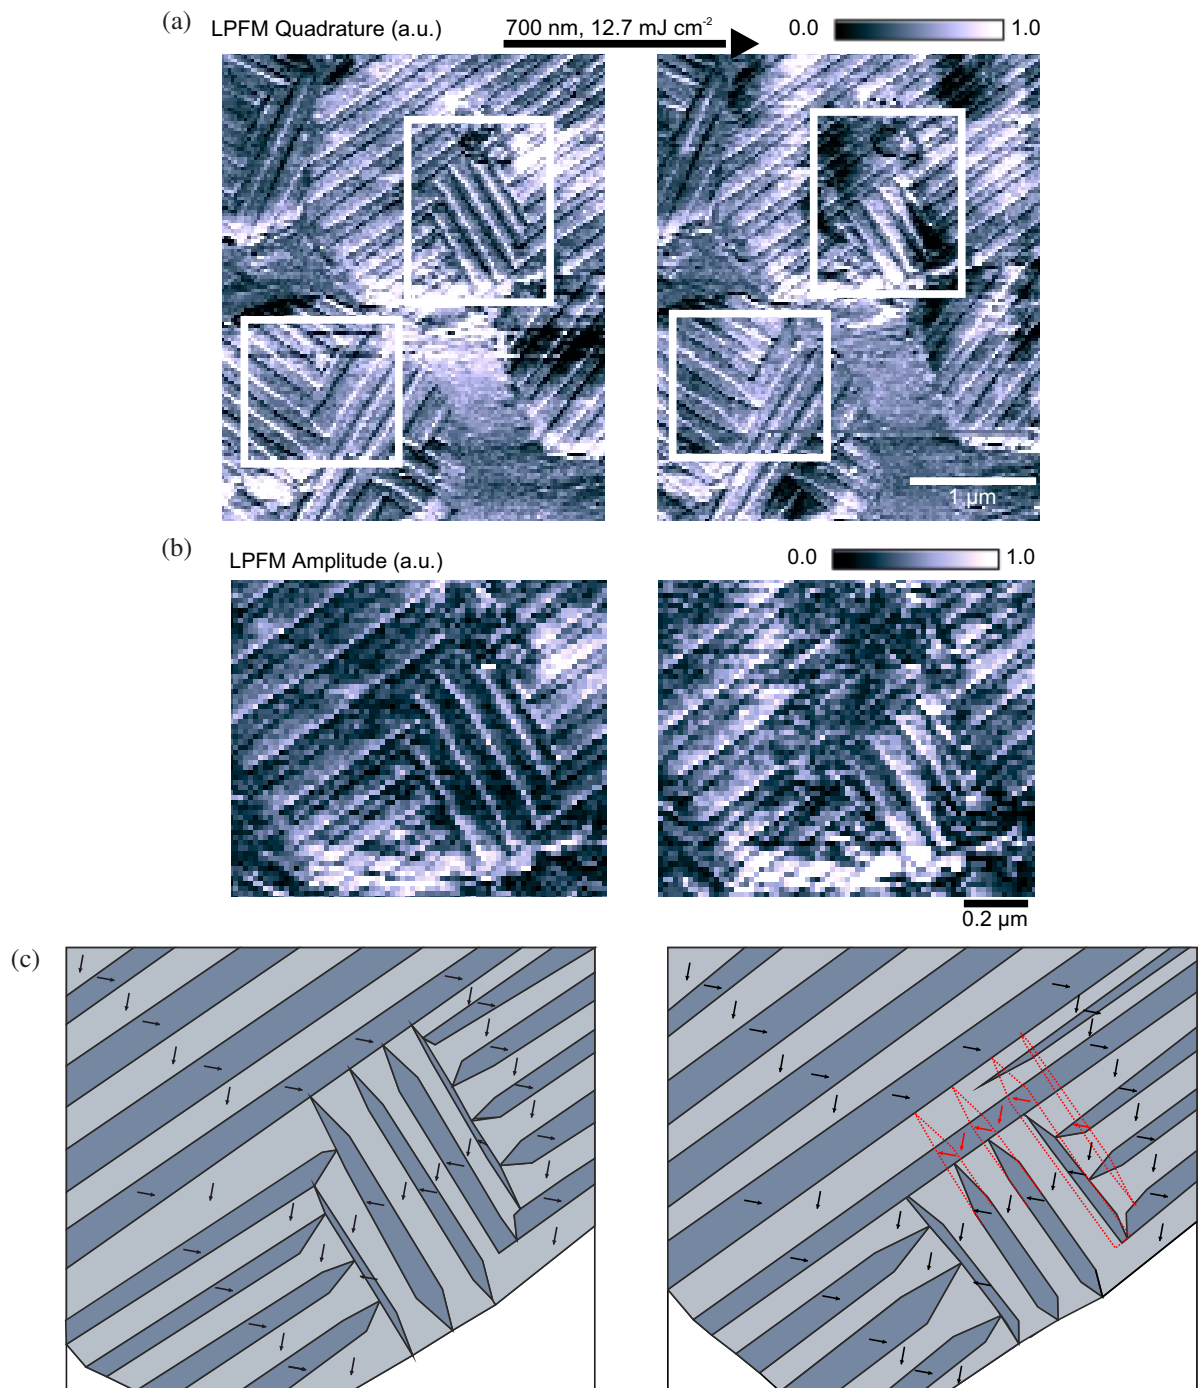 (a) LPFM Quadrature (a.u.) 700 nm, 12.7 mJ cm⁻² 0.0 1.0
1 µm
(b) LPFM Amplitude (a.u.) 0.0 1.0
0.2 µm
(c)